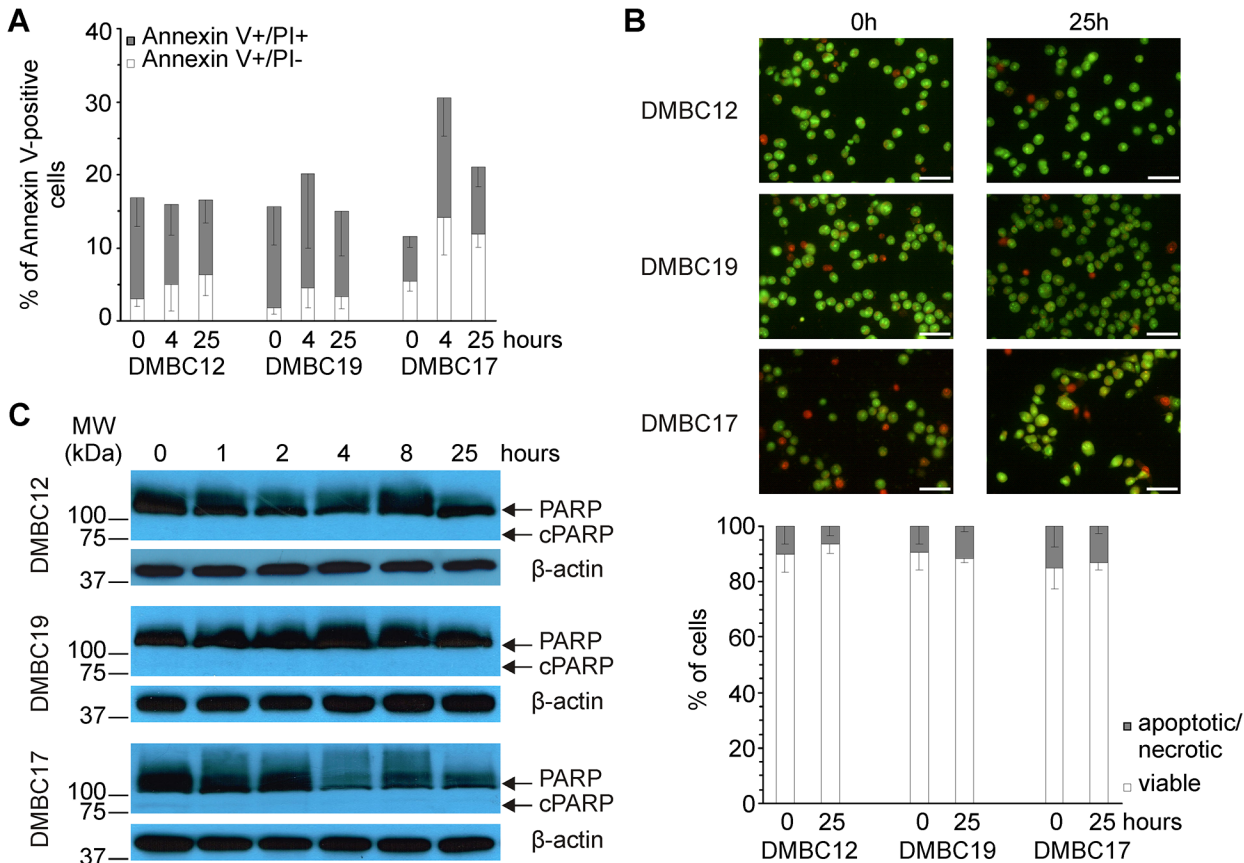 A
40
30
20
10
0
% of Annexin V-positive
cells
Annexin V+/PI+
Annexin V+/PI-
0 4 25 0 4 25 0 4 25 hours
DMBC12 DMBC19 DMBC17
B
0h 25h
DMBC12
DMBC19
DMBC17
100
80
60
40
20
0
% of cells
apoptotic/
necrotic
viable
0 25 0 25 0 25 hours
DMBC12 DMBC19 DMBC17
C
MW
(kDa) 0 1 2 4 8 25 hours
DMBC12
100
75
37
PARP
cPARP
β-actin
DMBC19
100
75
37
PARP
cPARP
β-actin
DMBC17
100
75
37
PARP
cPARP
β-actin